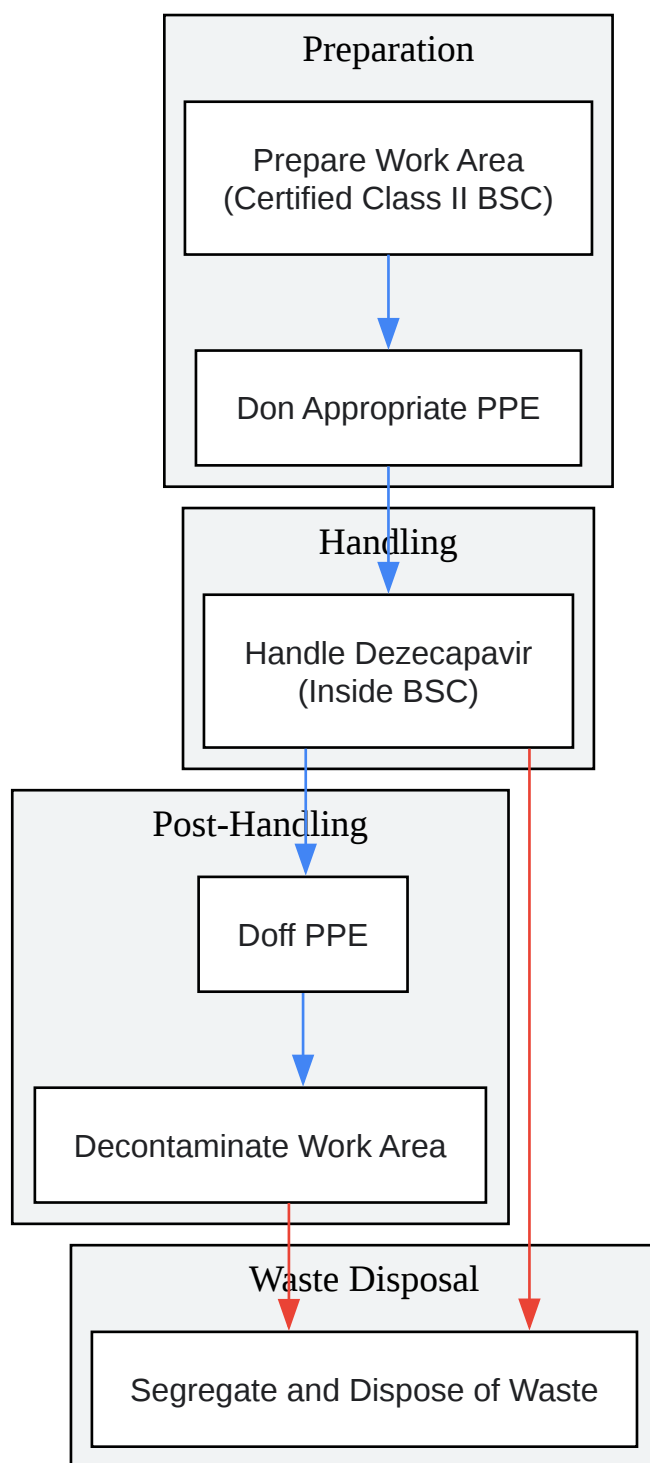 Preparation
Prepare Work Area
(Certified Class II BSC)
Don Appropriate PPE
Handling
Handle Dezecapavir
(Inside BSC)
Post-Handling
Doff PPE
Decontaminate Work Area
Waste Disposal
Segregate and Dispose of Waste